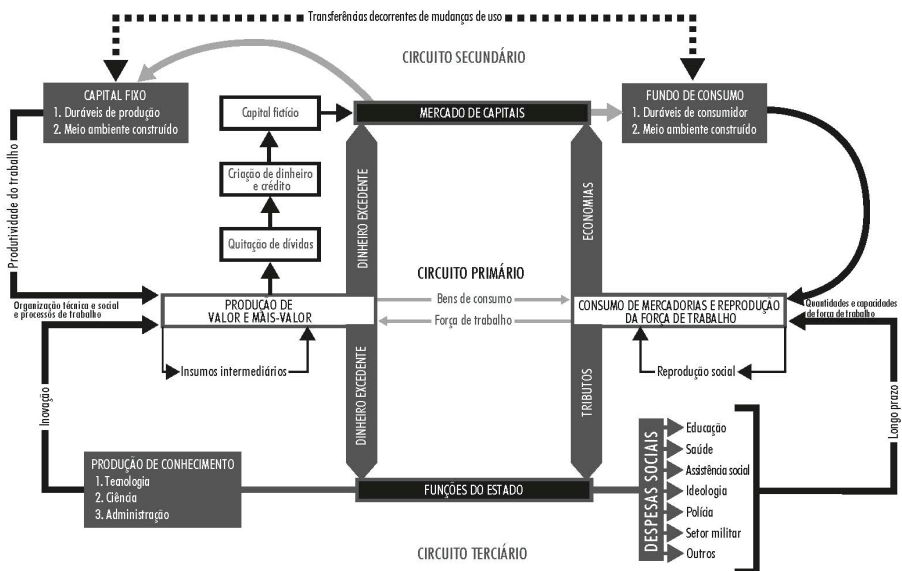 Transferências decorrentes de mudanças de uso
CIRCUITO SECUNDÁRIO
CAPITAL FIXO
1. Duráveis de produção
2. Meio ambiente construído
Capital fictício
MERCADO DE CAPITAIS
FUNDO DE CONSUMO
1. Duráveis de consumidor
2. Meio ambiente construído
Produtividade do trabalho
Criação de dinheiro
e crédito
Quitação de dívidas
DINHEIRO EXCEDENTE
ECONOMIAS
CIRCUITO PRIMÁRIO
Organização técnica e social
e processos de trabalho
PRODUÇÃO DE
VALOR E MAIS-VALOR
Bens de consumo
Força de trabalho
CONSUMO DE MERCADORIAS E REPRODUÇÃO
DA FORÇA DE TRABALHO
Quantidades e capacidades
de força de trabalho
Insumos intermediários
Reprodução social
Inovação
DINHEIRO EXCEDENTE
TRIBUTOS
Longo prazo
PRODUÇÃO DE CONHECIMENTO
1. Tecnologia
2. Ciência
3. Administração
FUNÇÕES DO ESTADO
DESPESAS SOCIAIS
Educação
Saúde
Assistência social
Ideologia
Polícia
Setor militar
Outros
CIRCUITO TERCIÁRIO